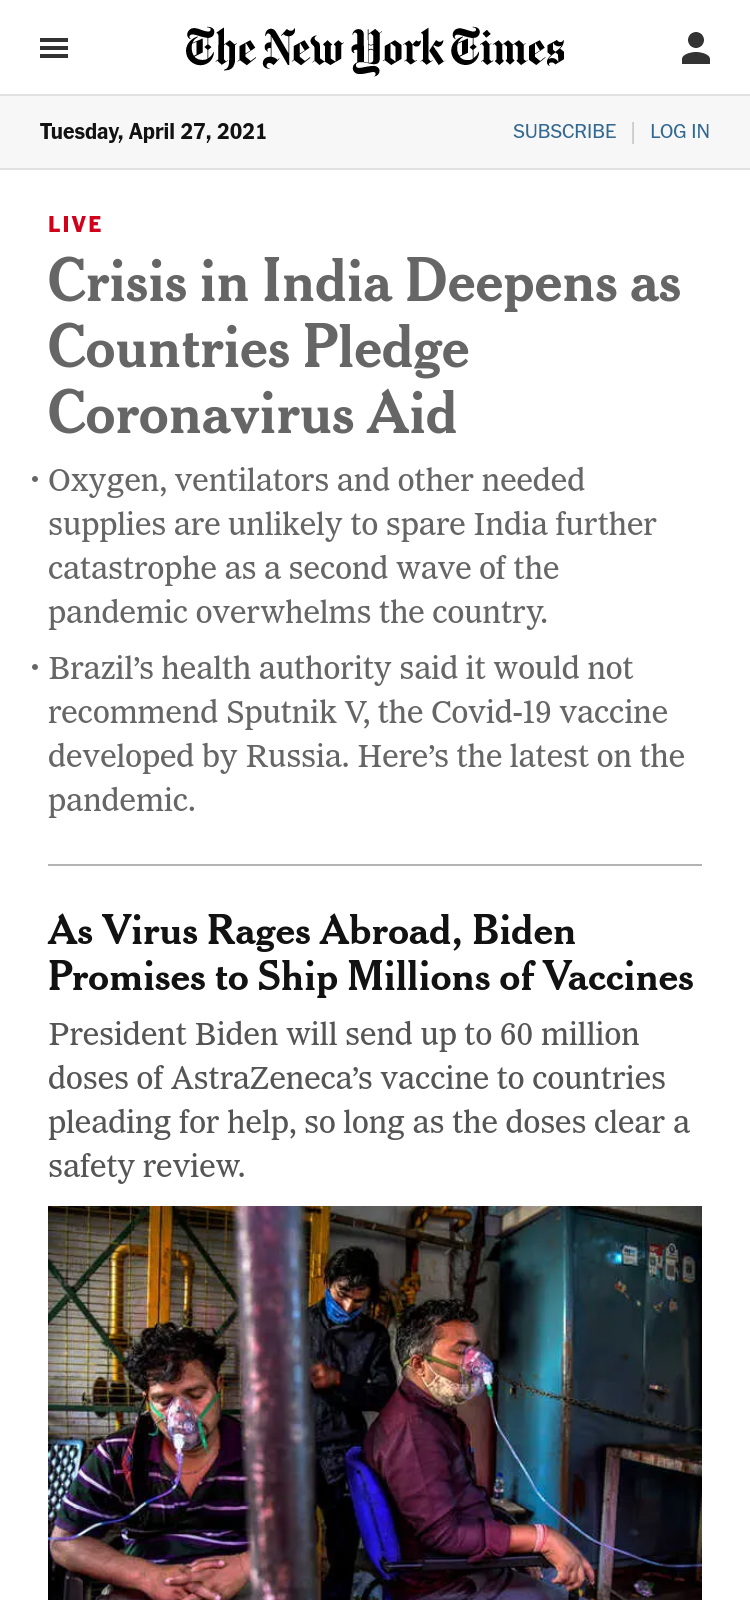 The New York Times
Tuesday, April 27, 2021
SUBSCRIBE | LOG IN
LIVE
Crisis in India Deepens as
Countries Pledge
Coronavirus Aid
• Oxygen, ventilators and other needed
supplies are unlikely to spare India further
catastrophe as a second wave of the
pandemic overwhelms the country.
• Brazil’s health authority said it would not
recommend Sputnik V, the Covid-19 vaccine
developed by Russia. Here’s the latest on the
pandemic.
As Virus Rages Abroad, Biden
Promises to Ship Millions of Vaccines
President Biden will send up to 60 million
doses of AstraZeneca’s vaccine to countries
pleading for help, so long as the doses clear a
safety review.